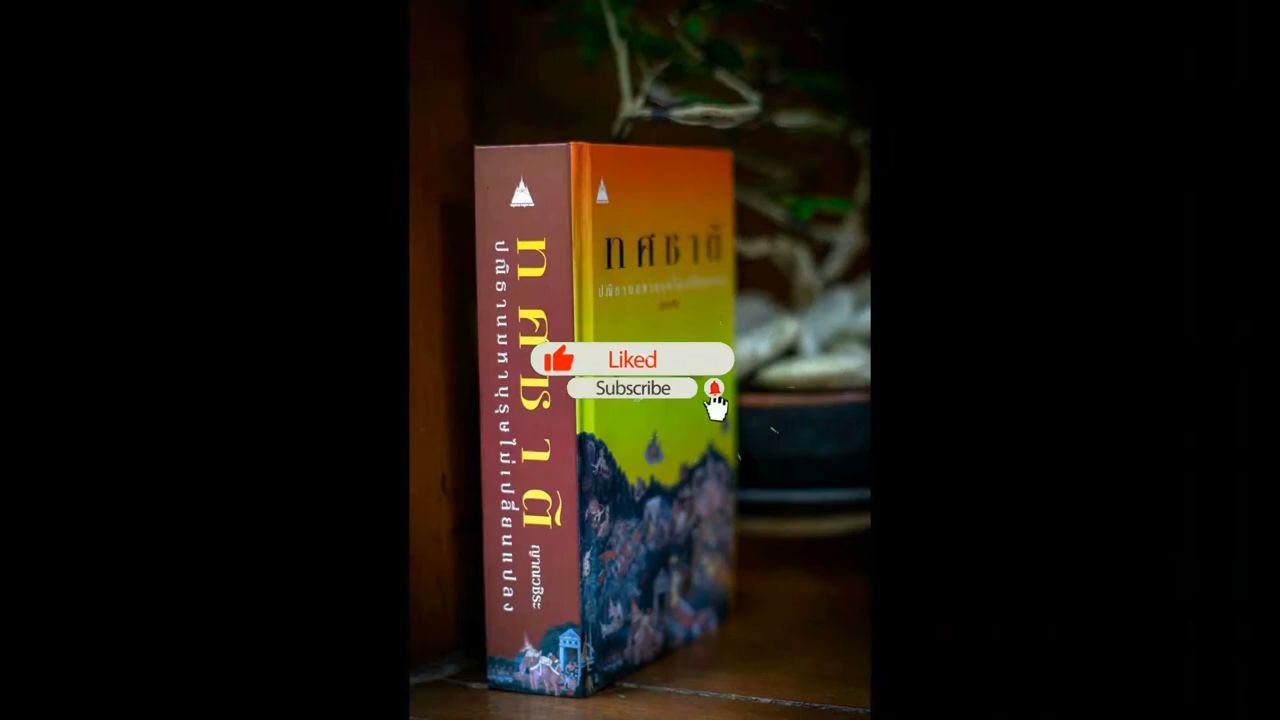 ทศชาติ
ปณิธานมหาบุรุษไม่เปลี่ยนแปลง
ญาณวชิระ
ทศชาติ
Liked
Subscribe